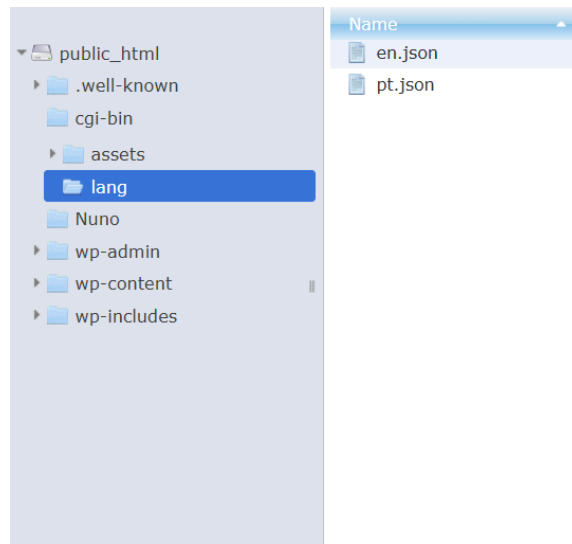 public_html
.well-known
cgi-bin
assets
lang
Nuno
wp-admin
wp-content
wp-includes
Name
en.json
pt.json